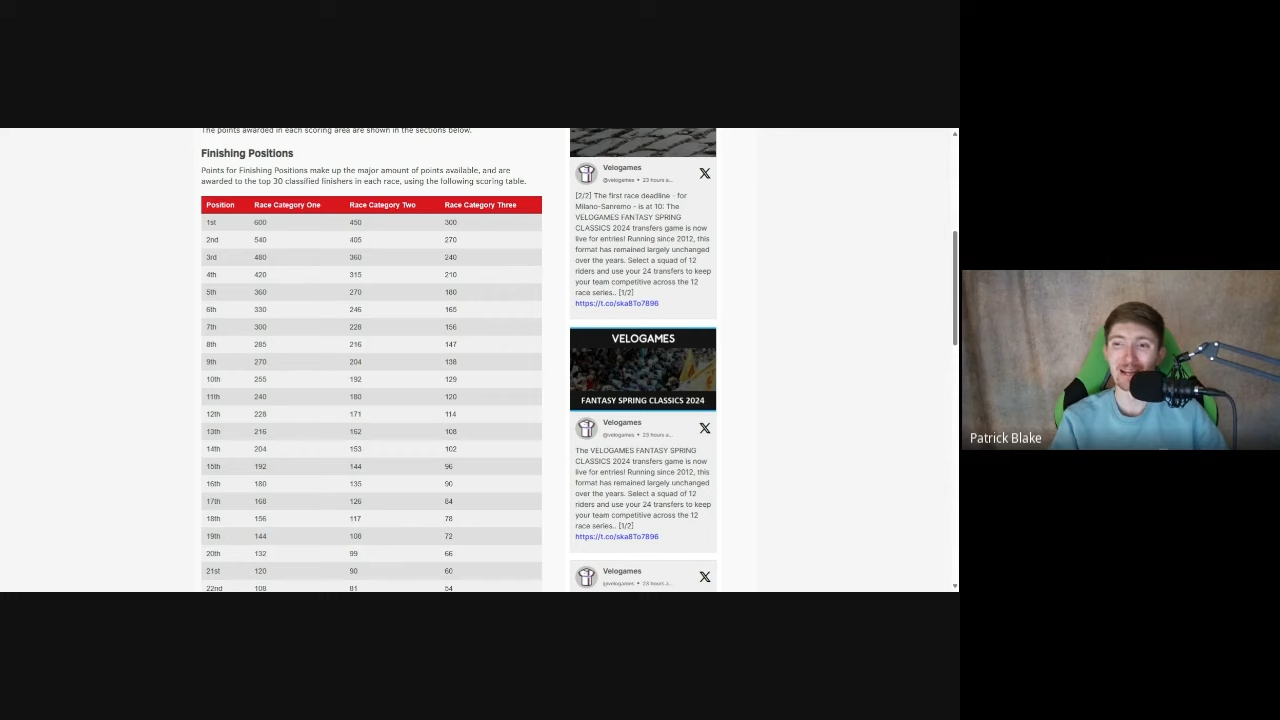 The points awarded in each scoring area are shown in the sections below.
Finishing Positions
Points for Finishing Positions make up the major amount of points available, and are
awarded to the top 30 classified finishers in each race, using the following scoring table.
Position Race Category One Race Category Two Race Category Three
1st 600 450 300
2nd 540 405 270
3rd 480 360 240
4th 420 315 210
5th 360 270 180
6th 330 246 165
7th 300 228 156
8th 285 216 147
9th 270 204 138
10th 255 192 129
11th 240 180 120
12th 228 171 114
13th 216 162 108
14th 204 153 102
15th 192 144 96
16th 180 135 90
17th 168 126 84
18th 156 117 78
19th 144 108 72
20th 132 99 66
21st 120 90 60
22nd 108 81 54
Velogames
@velogames • 23 hours a...
[2/2] The first race deadline - for
Milano-Sanremo - is at 10: The
VELOGAMES FANTASY SPRING
CLASSICS 2024 transfers game is now
live for entries! Running since 2012, this
format has remained largely unchanged
over the years. Select a squad of 12
riders and use your 24 transfers to keep
your team competitive across the 12
race series.. [1/2]
https://t.co/ska8To7896
VELOGAMES
FANTASY SPRING CLASSICS 2024
Velogames
@velogames • 23 hours a...
The VELOGAMES FANTASY SPRING
CLASSICS 2024 transfers game is now
live for entries! Running since 2012, this
format has remained largely unchanged
over the years. Select a squad of 12
riders and use your 24 transfers to keep
your team competitive across the 12
race series.. [1/2]
https://t.co/ska8To7896
Velogames
@velogames • 23 hours a...
Patrick Blake